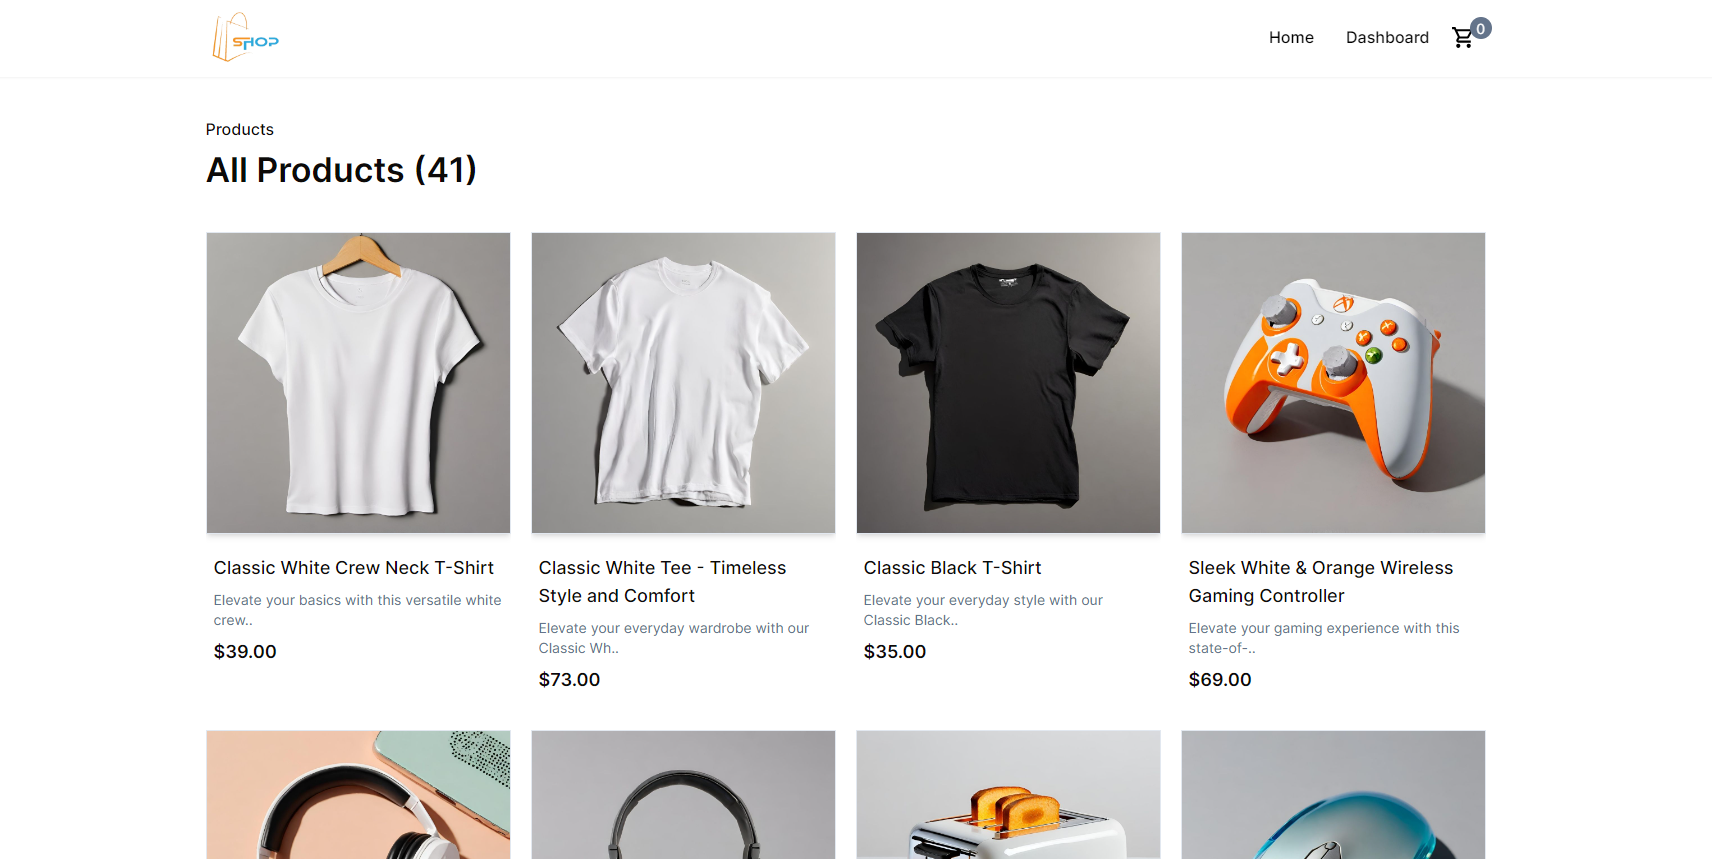 SHOP
Home
Dashboard
0
Products
All Products (41)
Classic White Crew Neck T-Shirt
Elevate your basics with this versatile white
crew..
$39.00
Classic White Tee - Timeless
Style and Comfort
Elevate your everyday wardrobe with our
Classic Wh..
$73.00
Classic Black T-Shirt
Elevate your everyday style with our
Classic Black..
$35.00
Sleek White & Orange Wireless
Gaming Controller
Elevate your gaming experience with this
state-of-..
$69.00